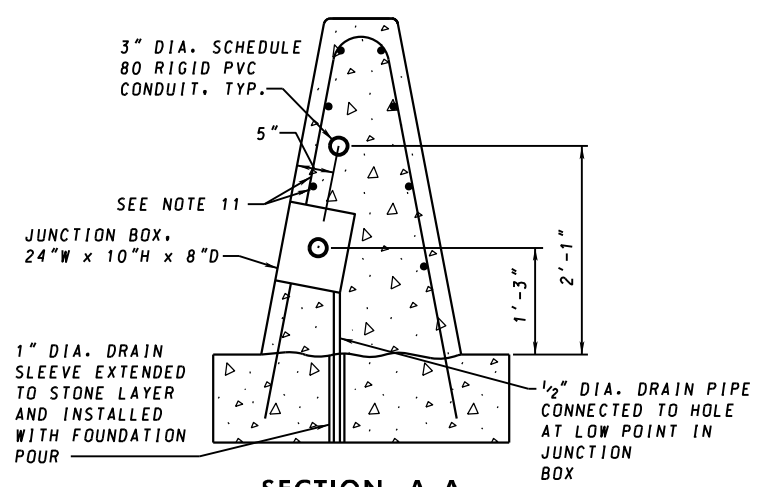 3" DIA. SCHEDULE
80 RIGID PVC
CONDUIT, TYP.
5"
SEE NOTE 11
JUNCTION BOX,
24"W x 10"H x 8"D
1" DIA. DRAIN
SLEEVE EXTENDED
TO STONE LAYER
AND INSTALLED
WITH FOUNDATION
POUR
1'-3"
2'-1"
1/2" DIA. DRAIN PIPE
CONNECTED TO HOLE
AT LOW POINT IN
JUNCTION
BOX
SECTION A-A